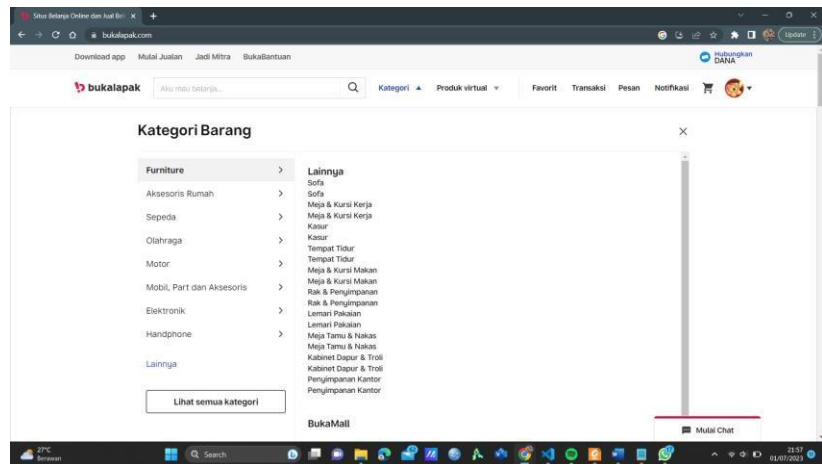 Situs Belanja Online dan Jual Beli
bukalapak.com
Update
Download app Mulai Jualan Jadi Mitra BukaBantuan
Hubungkan
DANA
bukalapak
Aku mau belanja...
Kategori Produk virtual Favorit Transaksi Pesan Notifikasi
Kategori Barang
Furniture
Aksesoris Rumah
Sepeda
Olahraga
Motor
Mobil, Part dan Aksesoris
Elektronik
Handphone
Lainnya
Lihat semua kategori
Lainnya
Sofa
Sofa
Meja & Kursi Kerja
Meja & Kursi Kerja
Kasur
Kasur
Tempat Tidur
Tempat Tidur
Meja & Kursi Makan
Meja & Kursi Makan
Rak & Penyimpanan
Rak & Penyimpanan
Lemari Pakaian
Lemari Pakaian
Meja Tamu & Nakas
Meja Tamu & Nakas
Kabinet Dapur & Troli
Kabinet Dapur & Troli
Penyimpanan Kantor
Penyimpanan Kantor
BukaMall
Mulai Chat
27°C
Berawan
Search
21:57
01/07/2023